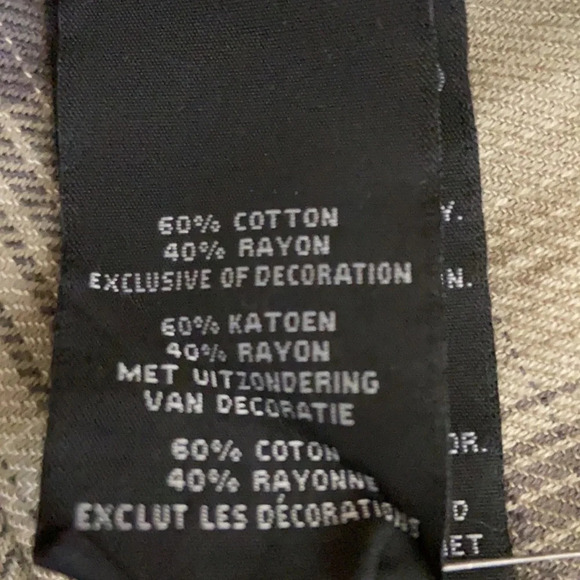 60% COTTON
40% RAYON
EXCLUSIVE OF DECORATION
60% KATOEN
40% RAYON
MET UITZONDERING
VAN DECORATIE
60% COTON
40% RAYONNE
EXCLUT LES DÉCORATIONS